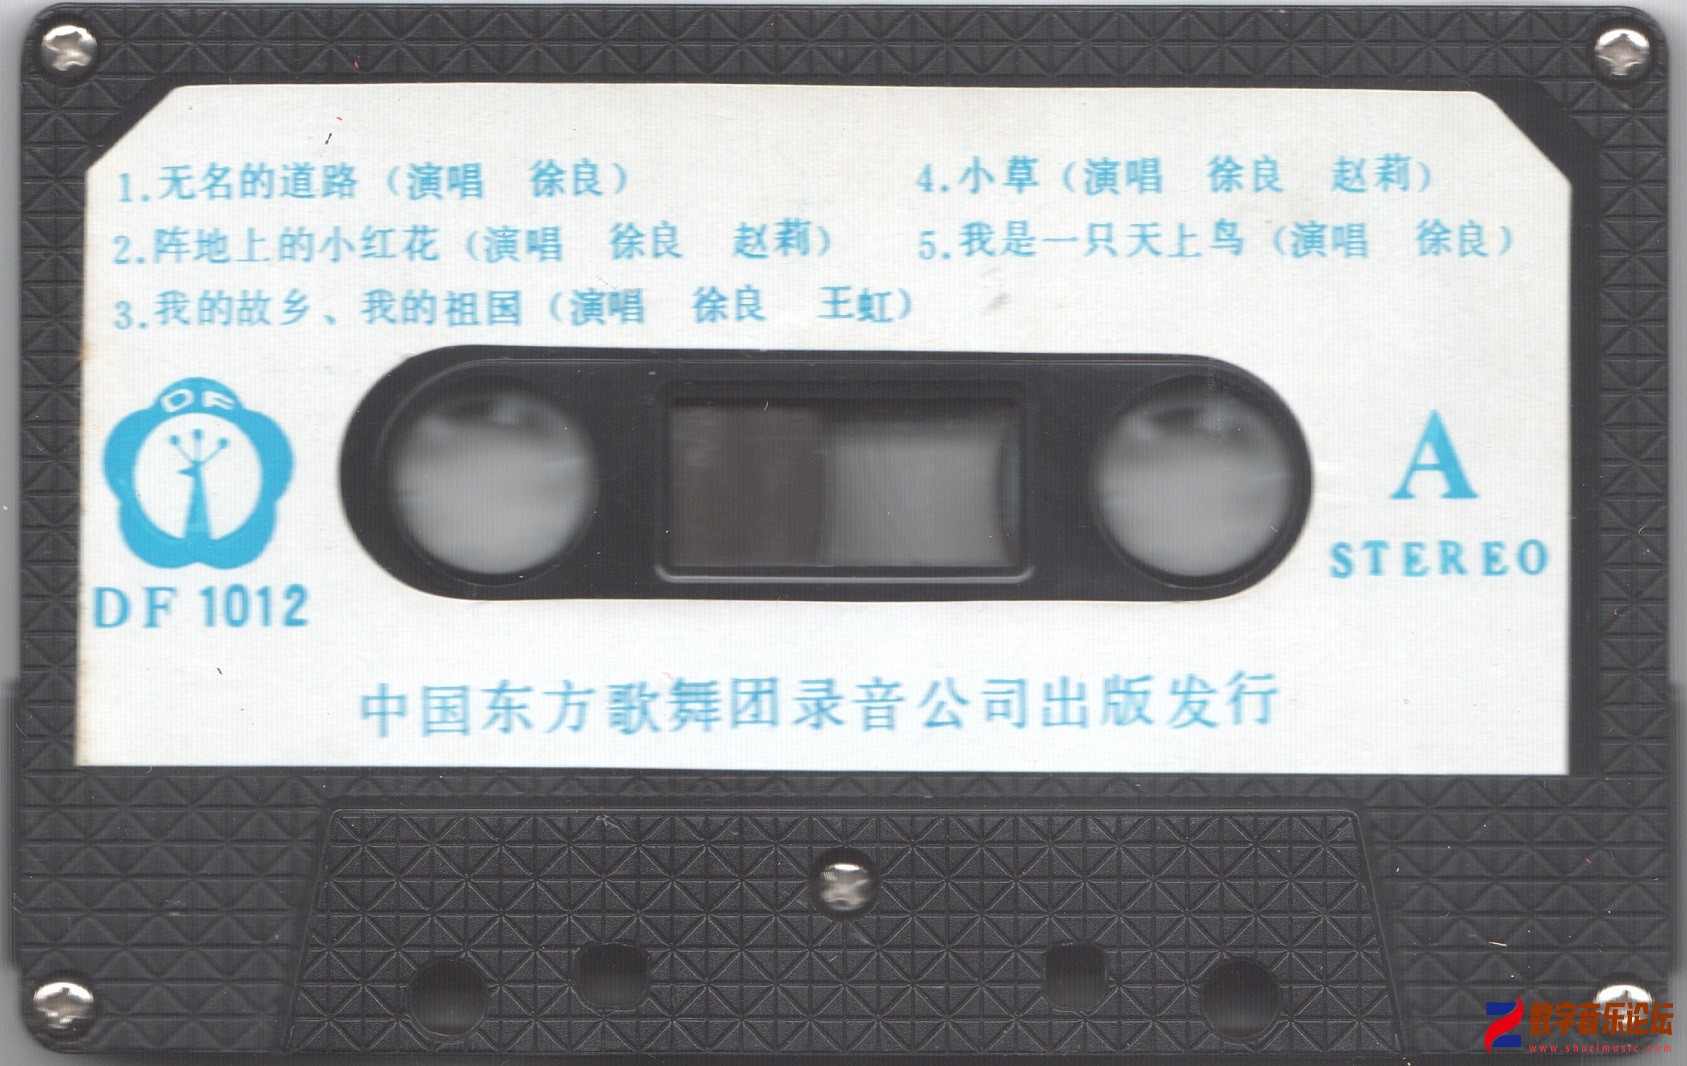 1.无名的道路（演唱　徐良）
2.阵地上的小红花（演唱　徐良　赵莉）
3.我的故乡、我的祖国（演唱　徐良　王虹）
4.小草（演唱　徐良　赵莉）
5.我是一只天上鸟（演唱　徐良）
DF
DF 1012
A
STEREO
中国东方歌舞团录音公司出版发行
数字音乐论坛
www.shuzimusic.com